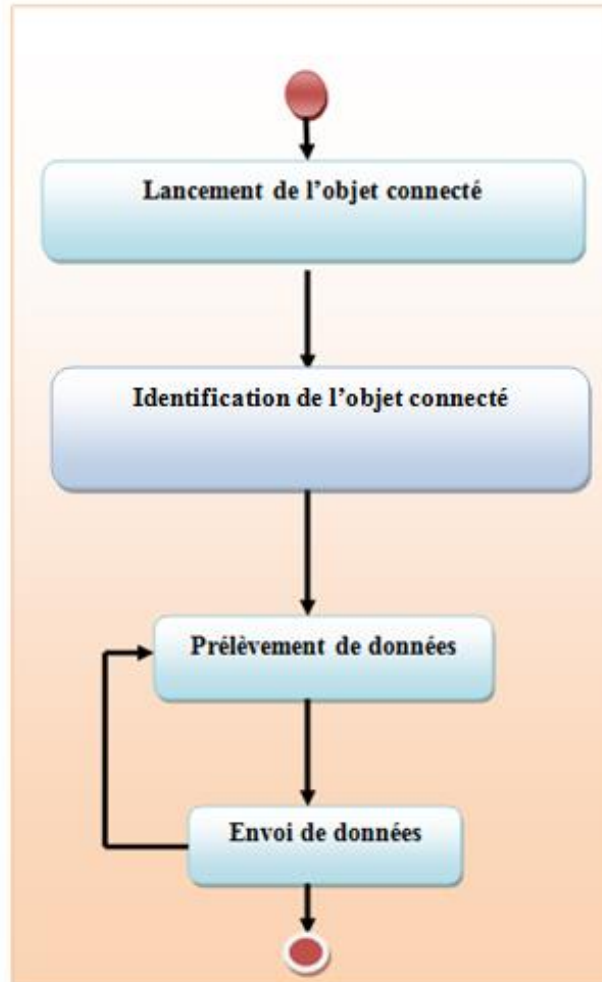 Lancement de l'objet connecté
Identification de l'objet connecté
Prélèvement de données
Envoi de données